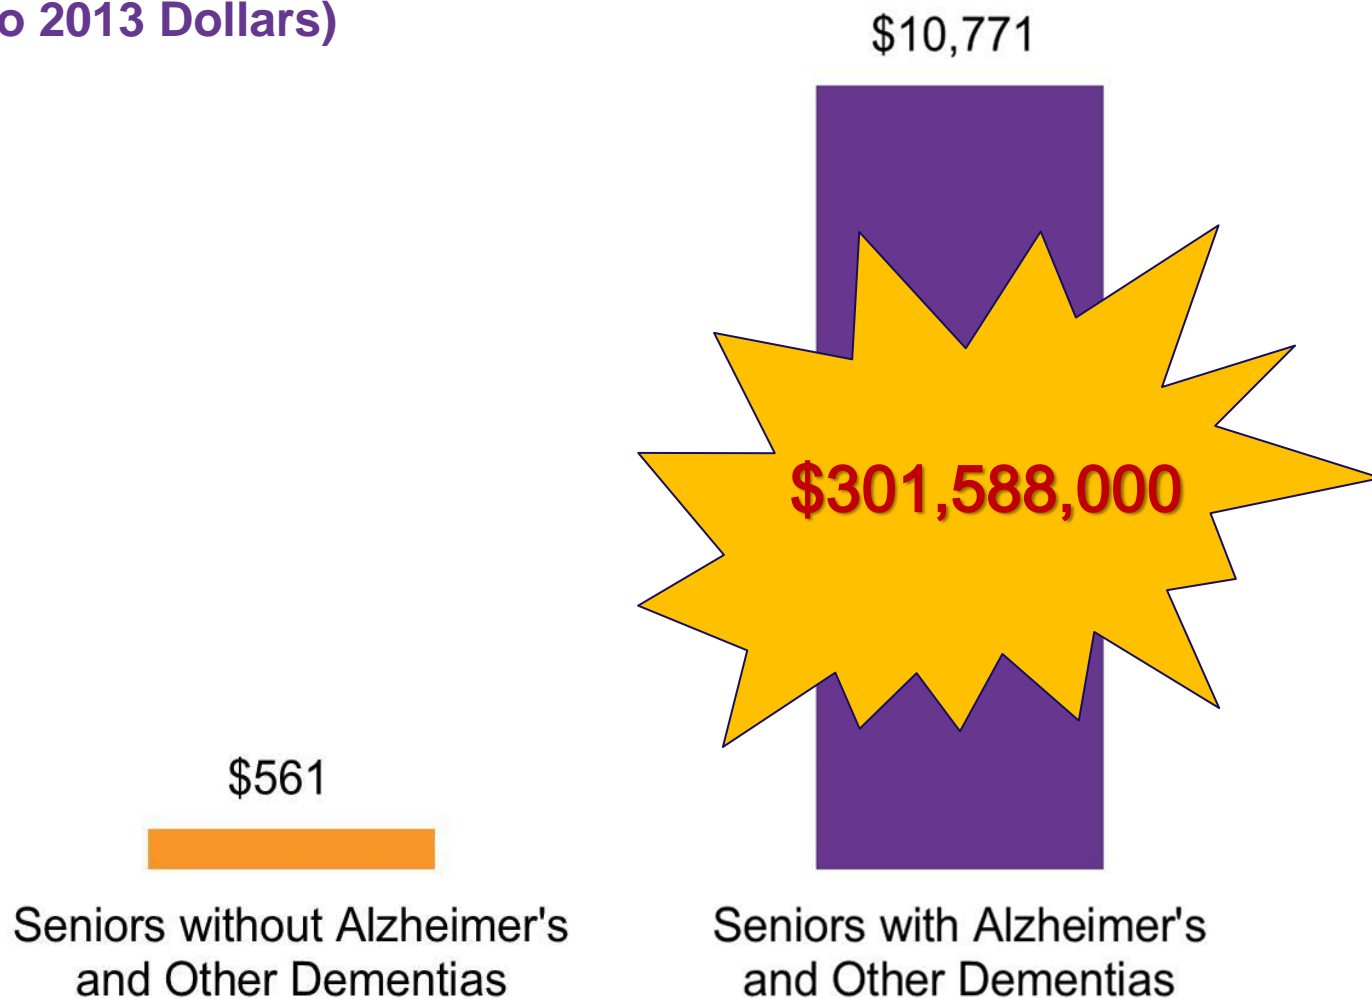 o 2013 Dollars)
$10,771
$301,588,000
$561
Seniors without Alzheimer's
and Other Dementias
Seniors with Alzheimer's
and Other Dementias